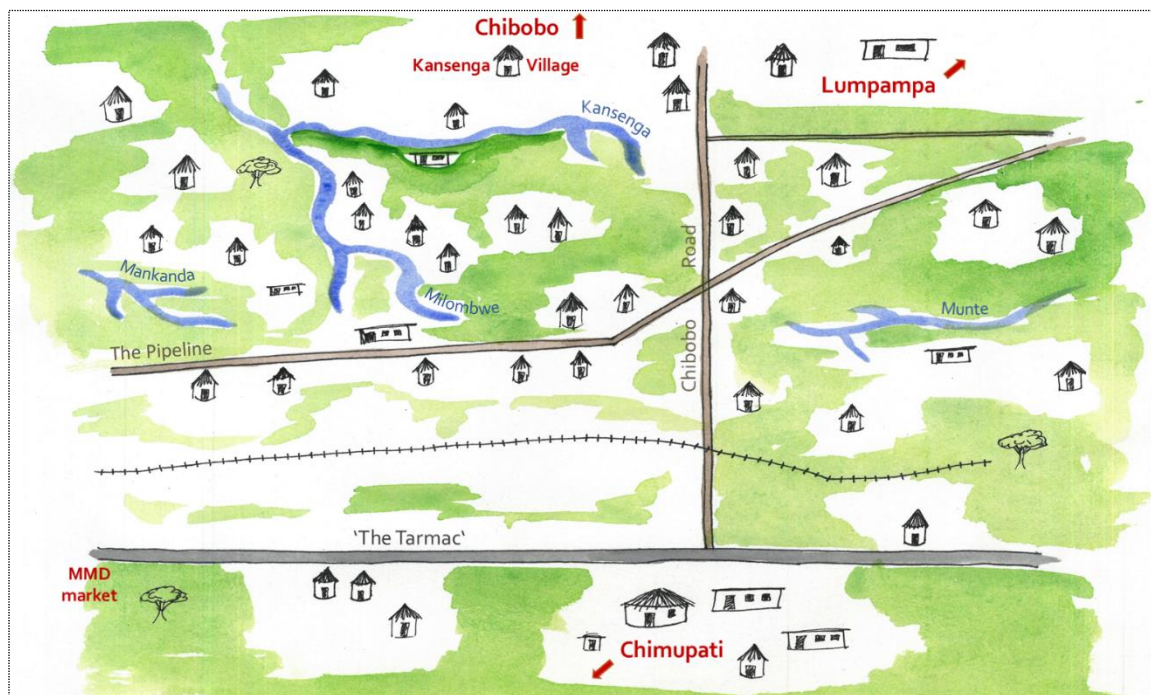 Chibobo
Kansenga Village
Lumpampa
Kansenga
Mankanda
Milombwe
Chibobo Road
Munte
The Pipeline
'The Tarmac'
MMD
market
Chimupati